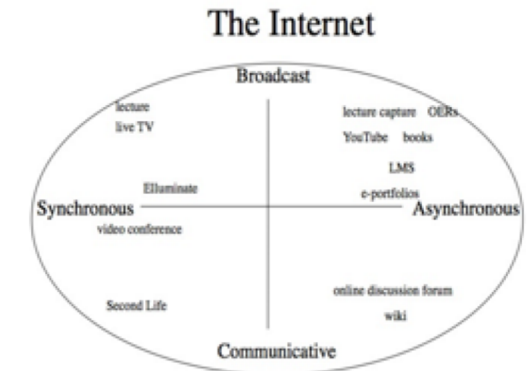 The Internet
Broadcast
lecture
lecture capture OERs
live TV
YouTube books
LMS
Elluminate
e-portfolios
Synchronous
Asynchronous
video conference
online discussion forum
Second Life
wiki
Communicative